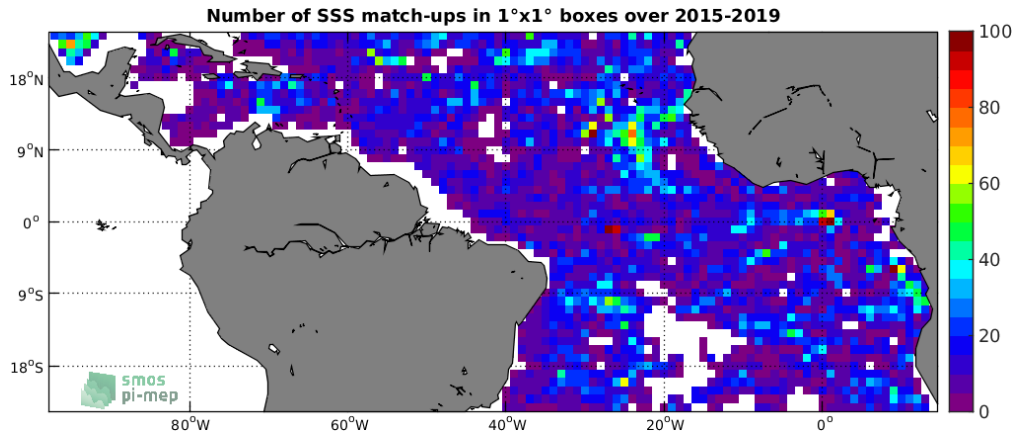 Number of SSS match-ups in 1°x1° boxes over 2015-2019
100
18°N
80
9°N
60
0°
40
9°S
20
18°S
smos
pi-mep
0
80°W
60°W
40°W
20°W
0°